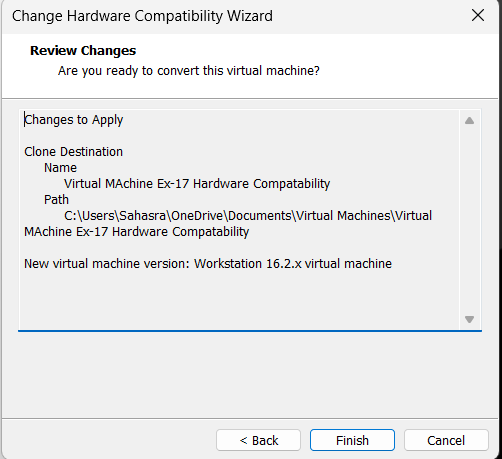 Change Hardware Compatibility Wizard
Review Changes
Are you ready to convert this virtual machine?
Changes to Apply
Clone Destination
Name
Virtual MAchine Ex-17 Hardware Compatability
Path
C:\Users\Sahasra\OneDrive\Documents\Virtual Machines\Virtual
MAchine Ex-17 Hardware Compatability
New virtual machine version: Workstation 16.2.x virtual machine
< Back
Finish
Cancel